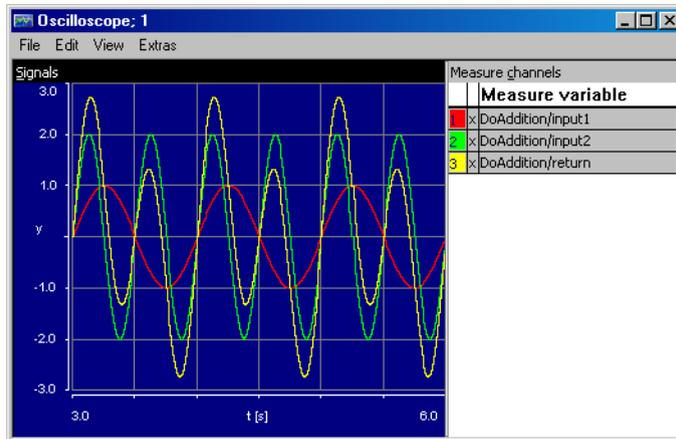 Oscilloscope; 1
File Edit View Extras
Signals
Measure channels
Measure variable
1 x DoAddition/input1
2 x DoAddition/input2
3 x DoAddition/return
3.0
2.0
1.0
y
-1.0
-2.0
-3.0
3.0 t [s] 6.0